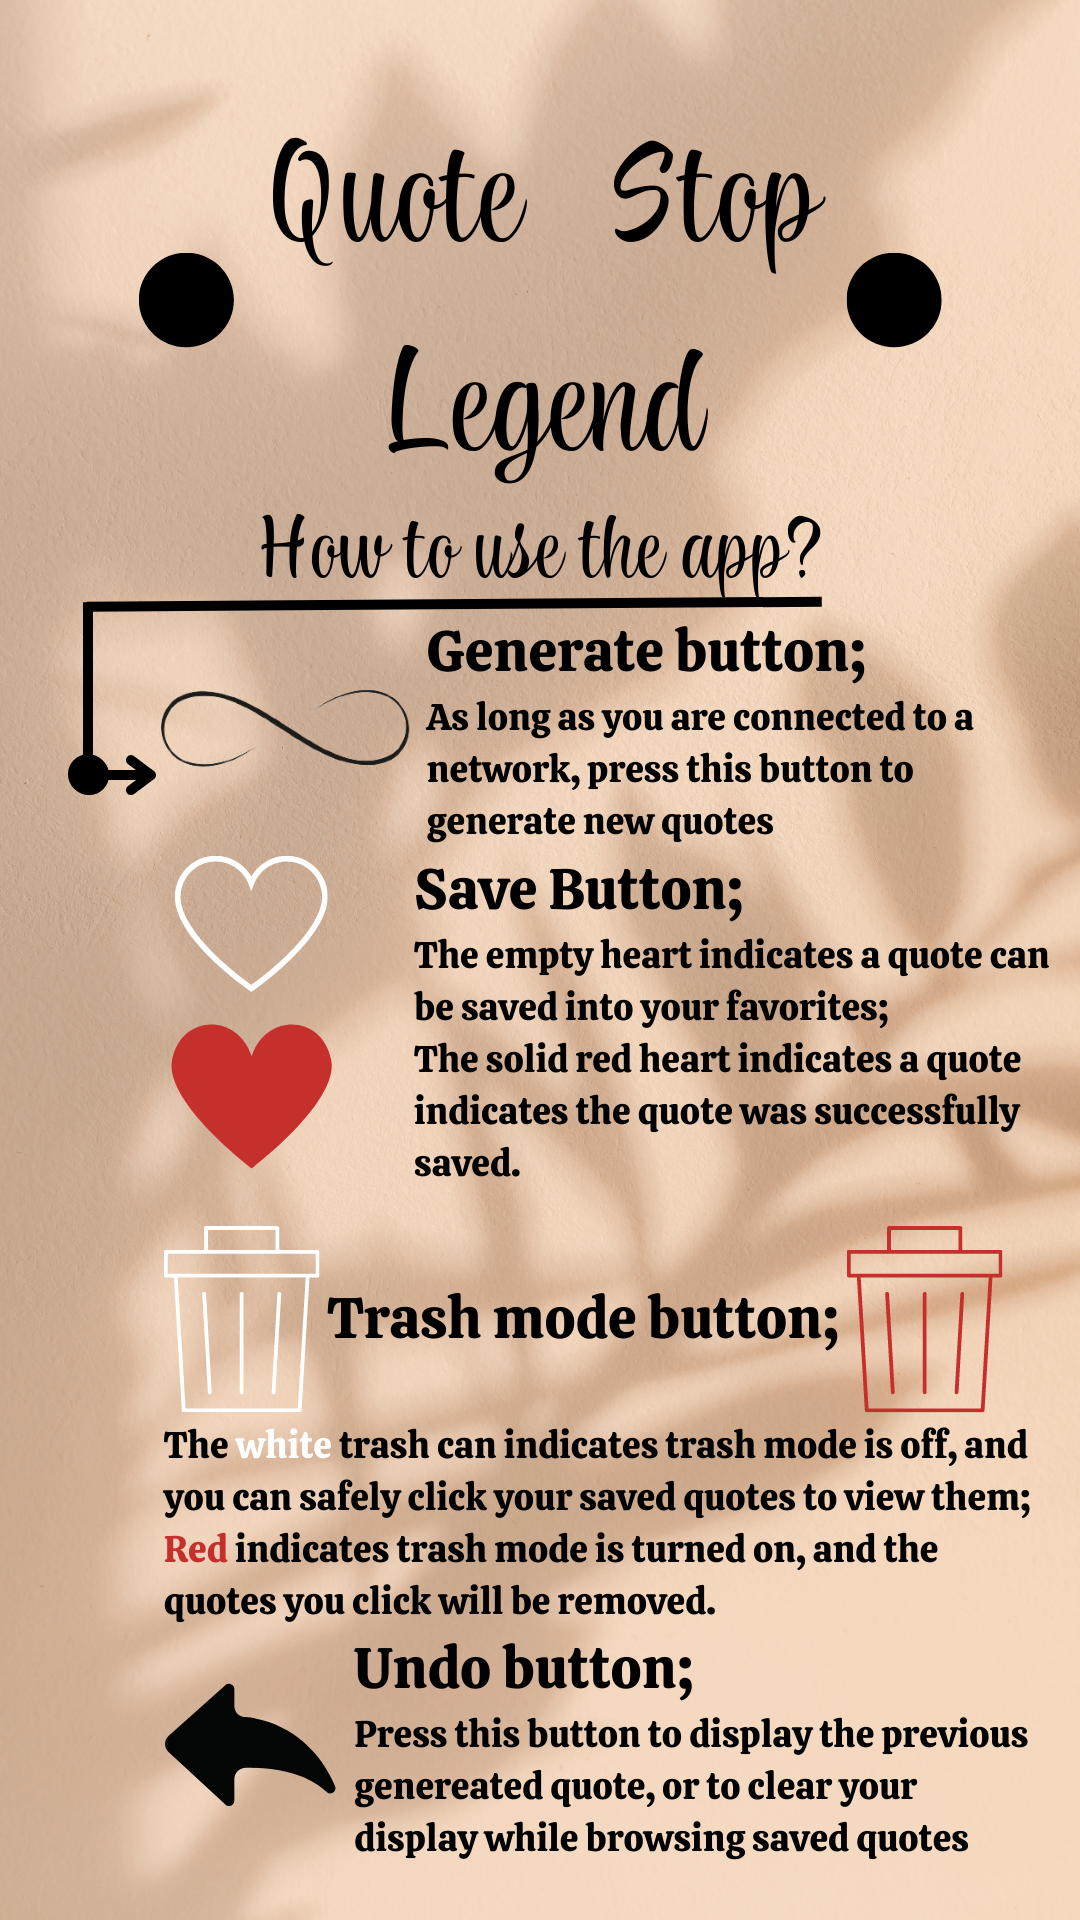 Quote Stop
Legend
How to use the app?
Generate button;
As long as you are connected to a
network, press this button to
generate new quotes
Save Button;
The empty heart indicates a quote can
be saved into your favorites;
The solid red heart indicates a quote
indicates the quote was successfully
saved.
Trash mode button;
The white trash can indicates trash mode is off, and
you can safely click your saved quotes to view them;
Red indicates trash mode is turned on, and the
quotes you click will be removed.
Undo button;
Press this button to display the previous
genereated quote, or to clear your
display while browsing saved quotes